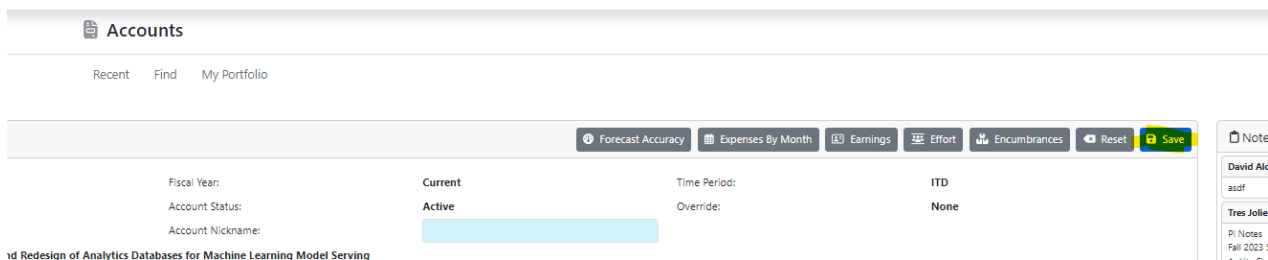 Accounts
Recent Find My Portfolio
Forecast Accuracy Expenses By Month Earnings Effort Encumbrances Reset Save
Fiscal Year: Current Time Period: ITD
Account Status: Active Override: None
Account Nickname:
nd Redesign of Analytics Databases for Machine Learning Model Serving
Note
David Alo
asdf
Tres Jolie
PI Notes
Fall 2023 S